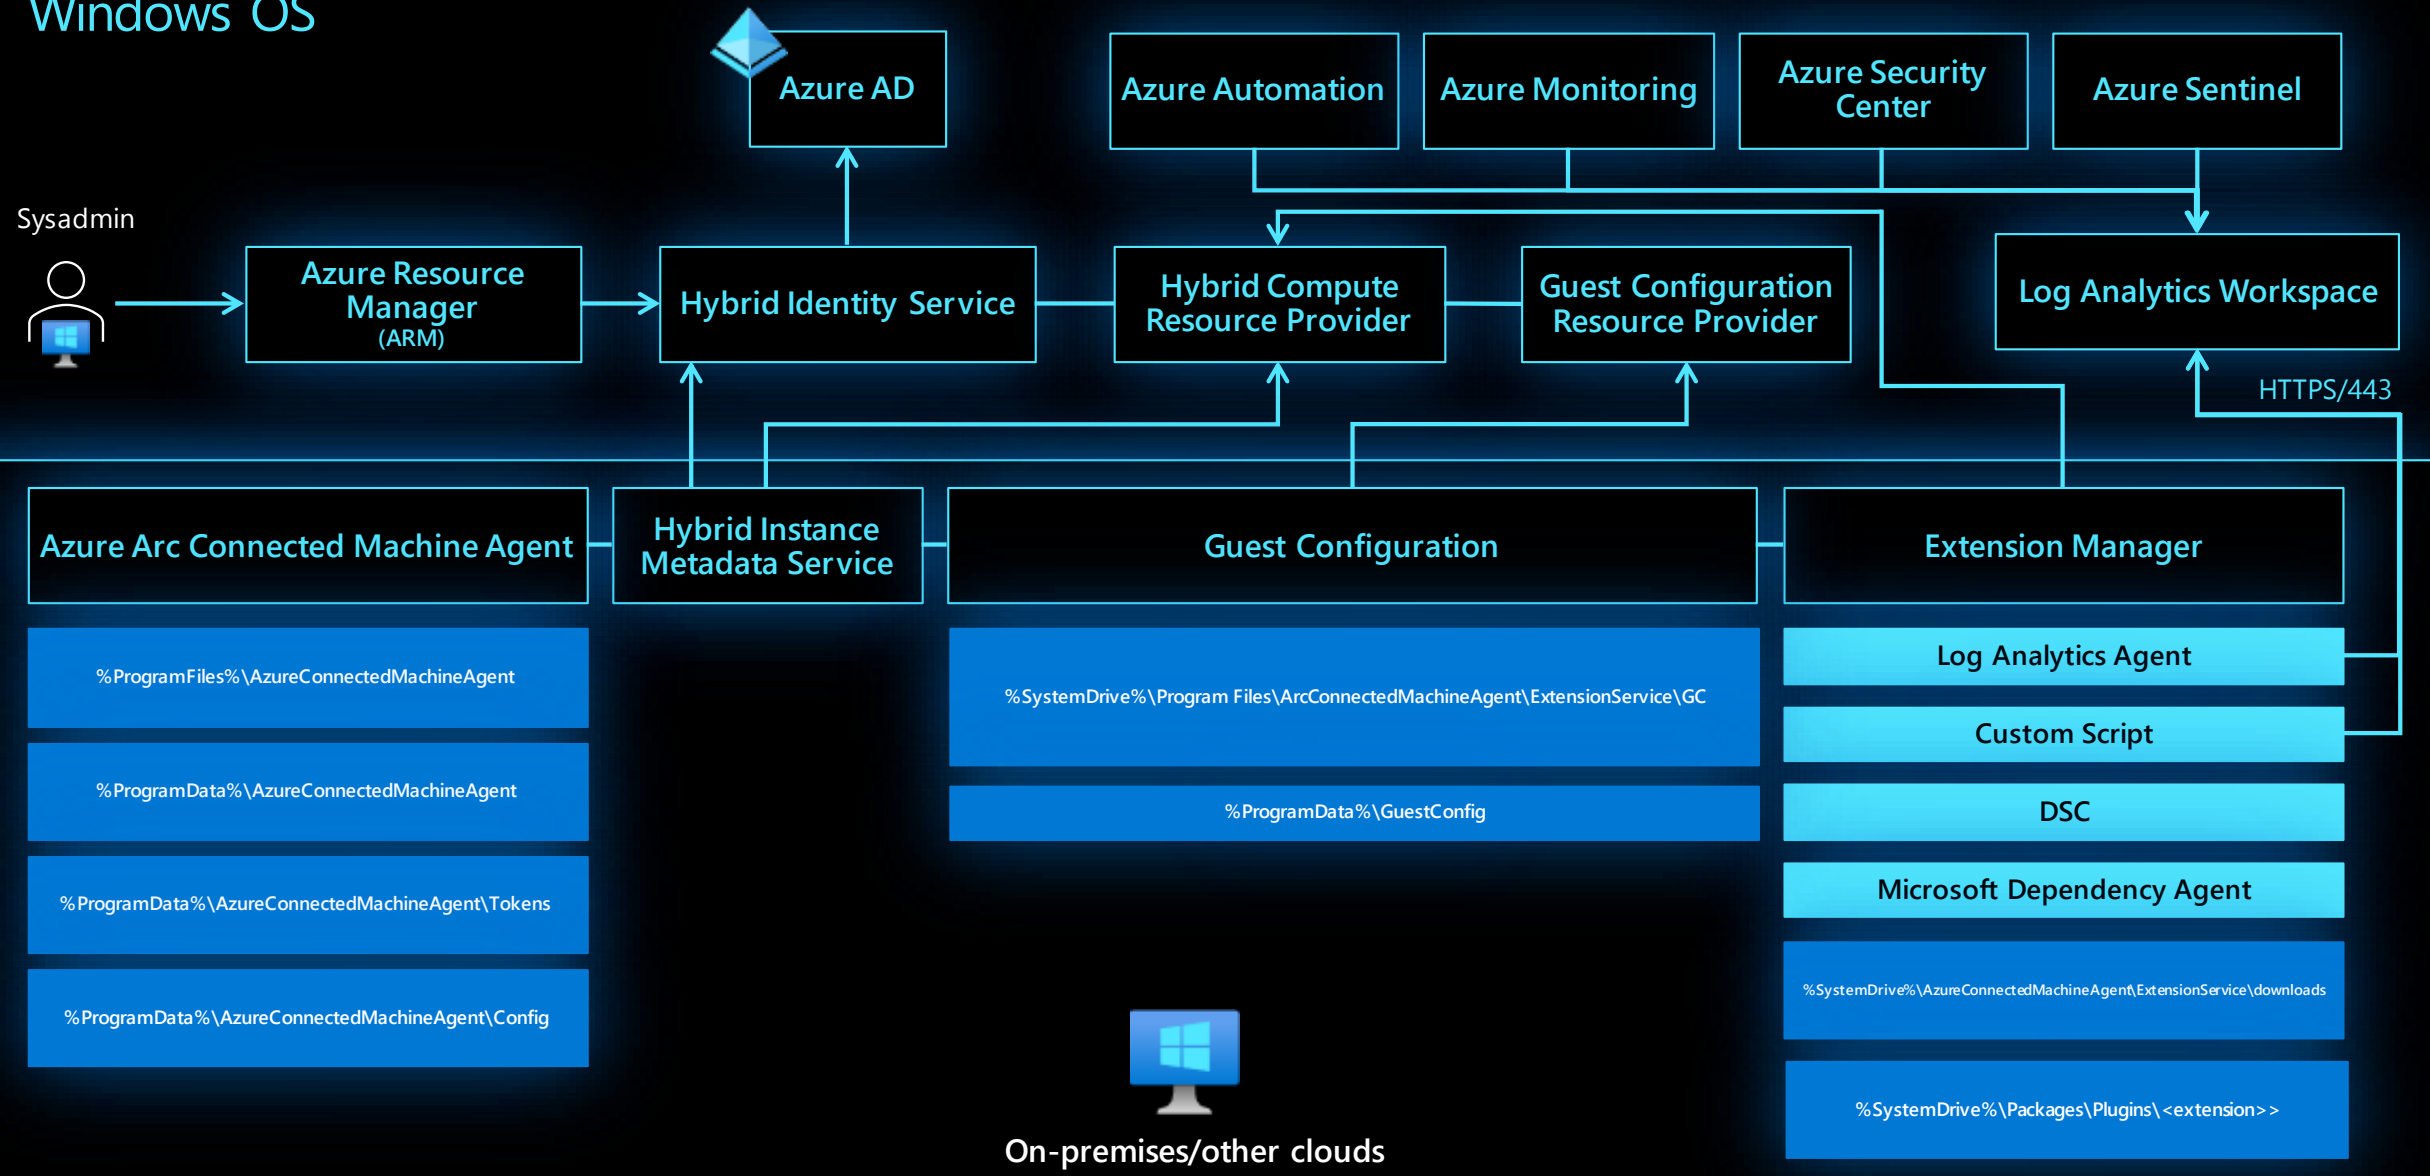 Windows OS
Azure AD
Azure Automation
Azure Monitoring
Azure Security
Center
Azure Sentinel
Sysadmin
Azure Resource
Manager
(ARM)
Hybrid Identity Service
Hybrid Compute
Resource Provider
Guest Configuration
Resource Provider
Log Analytics Workspace
HTTPS/443
Azure Arc Connected Machine Agent
Hybrid Instance
Metadata Service
Guest Configuration
Extension Manager
%ProgramFiles%\AzureConnectedMachineAgent
%ProgramData%\AzureConnectedMachineAgent
%ProgramData%\AzureConnectedMachineAgent\Tokens
%ProgramData%\AzureConnectedMachineAgent\Config
%SystemDrive%\Program Files\ArcConnectedMachineAgent\ExtensionService\GC
%ProgramData%\GuestConfig
Log Analytics Agent
Custom Script
DSC
Microsoft Dependency Agent
%SystemDrive%\AzureConnectedMachineAgent\ExtensionService\downloads
%SystemDrive%\Packages\Plugins\<extension>>
On-premises/other clouds